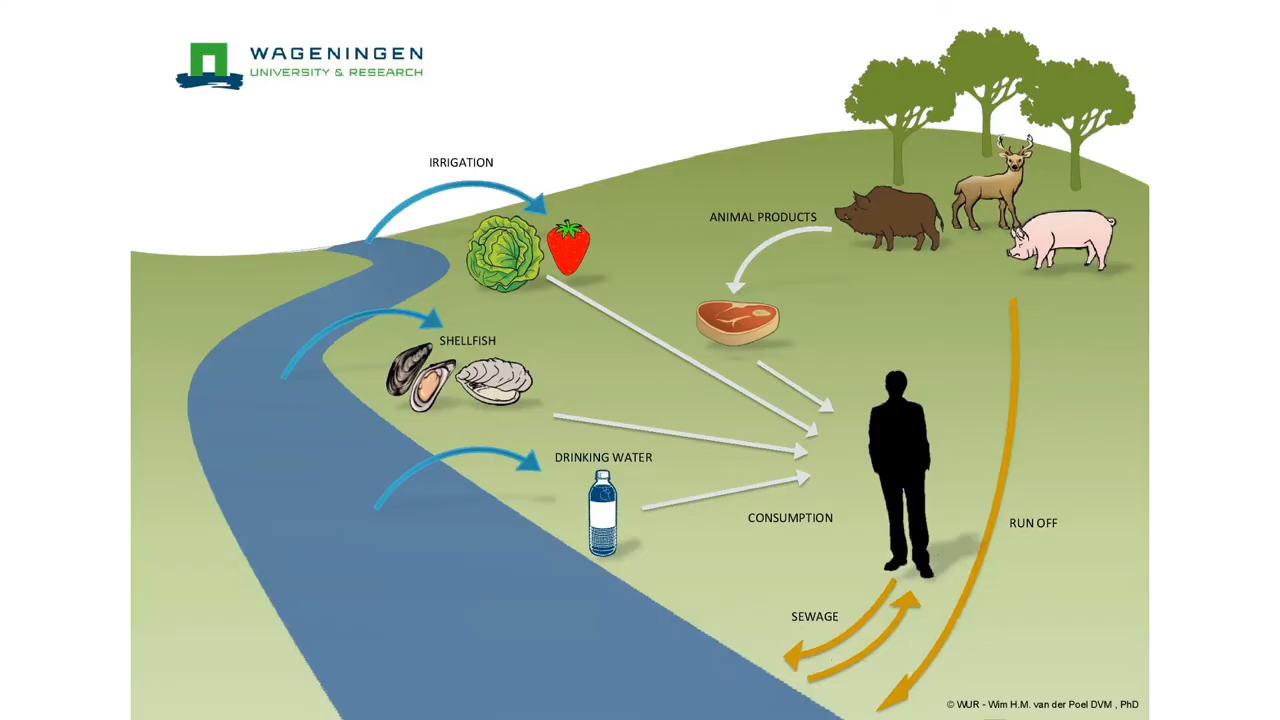 WAGENINGEN
UNIVERSITY & RESEARCH
IRRIGATION
ANIMAL PRODUCTS
SHELLFISH
DRINKING WATER
CONSUMPTION
RUN OFF
SEWAGE
© WUR - Wim H.M. van der Poel DVM , PhD